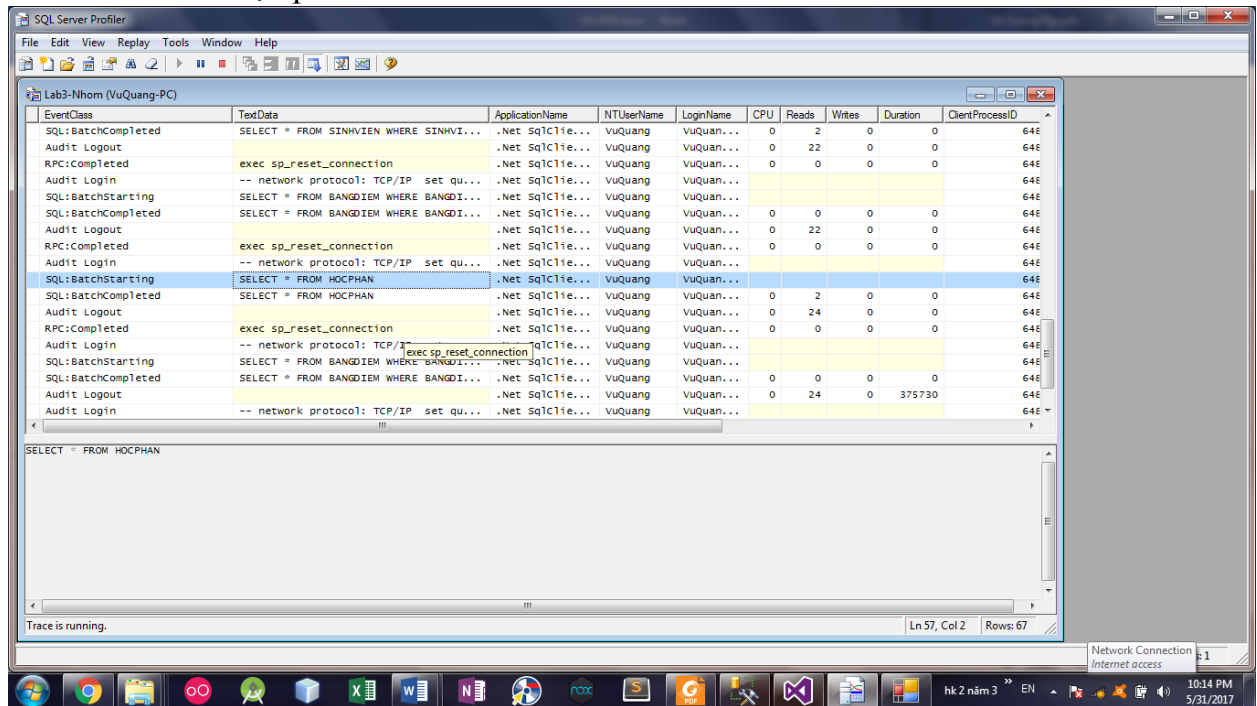 SQL Server Profiler
File Edit View Replay Tools Window Help
Lab3-Nhom (VuQuang-PC)
EventClass TextData ApplicationName NTUserName LoginName CPU Reads Writes Duration ClientProcessID
SQL:BatchCompleted SELECT * FROM SINHVIEN WHERE SINHVI... .Net SqlClie... VuQuang VuQuan... 0 2 0 0 648
Audit Logout .Net SqlClie... VuQuang VuQuan... 0 22 0 0 648
RPC:Completed exec sp_reset_connection .Net SqlClie... VuQuang VuQuan... 0 0 0 0 648
Audit Login -- network protocol: TCP/IP set qu... .Net SqlClie... VuQuang VuQuan... 648
SQL:BatchStarting SELECT * FROM BANGDIEM WHERE BANGDI... .Net SqlClie... VuQuang VuQuan... 648
SQL:BatchCompleted SELECT * FROM BANGDIEM WHERE BANGDI... .Net SqlClie... VuQuang VuQuan... 0 0 0 0 648
Audit Logout .Net SqlClie... VuQuang VuQuan... 0 22 0 0 648
RPC:Completed exec sp_reset_connection .Net SqlClie... VuQuang VuQuan... 0 0 0 0 648
Audit Login -- network protocol: TCP/IP set qu... .Net SqlClie... VuQuang VuQuan... 648
SQL:BatchStarting SELECT * FROM HOCPHAN .Net SqlClie... VuQuang VuQuan... 648
SQL:BatchCompleted SELECT * FROM HOCPHAN .Net SqlClie... VuQuang VuQuan... 0 2 0 0 648
Audit Logout .Net SqlClie... VuQuang VuQuan... 0 24 0 0 648
RPC:Completed exec sp_reset_connection .Net SqlClie... VuQuang VuQuan... 0 0 0 0 648
Audit Login -- network protocol: TCP/ SqlClie... VuQuang VuQuan... 648
exec sp_reset_connection
SQL:BatchStarting SELECT * FROM BANGDIEM WHERE BANGDI... .Net SqlClie... VuQuang VuQuan... 648
SQL:BatchCompleted SELECT * FROM BANGDIEM WHERE BANGDI... .Net SqlClie... VuQuang VuQuan... 0 0 0 0 648
Audit Logout .Net SqlClie... VuQuang VuQuan... 0 24 0 375730 648
Audit Login -- network protocol: TCP/IP set qu... .Net SqlClie... VuQuang VuQuan... 648
SELECT * FROM HOCPHAN
Trace is running. Ln 57, Col 2 Rows: 67
Network Connection
Internet access
s: 1
hk 2 năm 3 EN 10:14 PM
5/31/2017